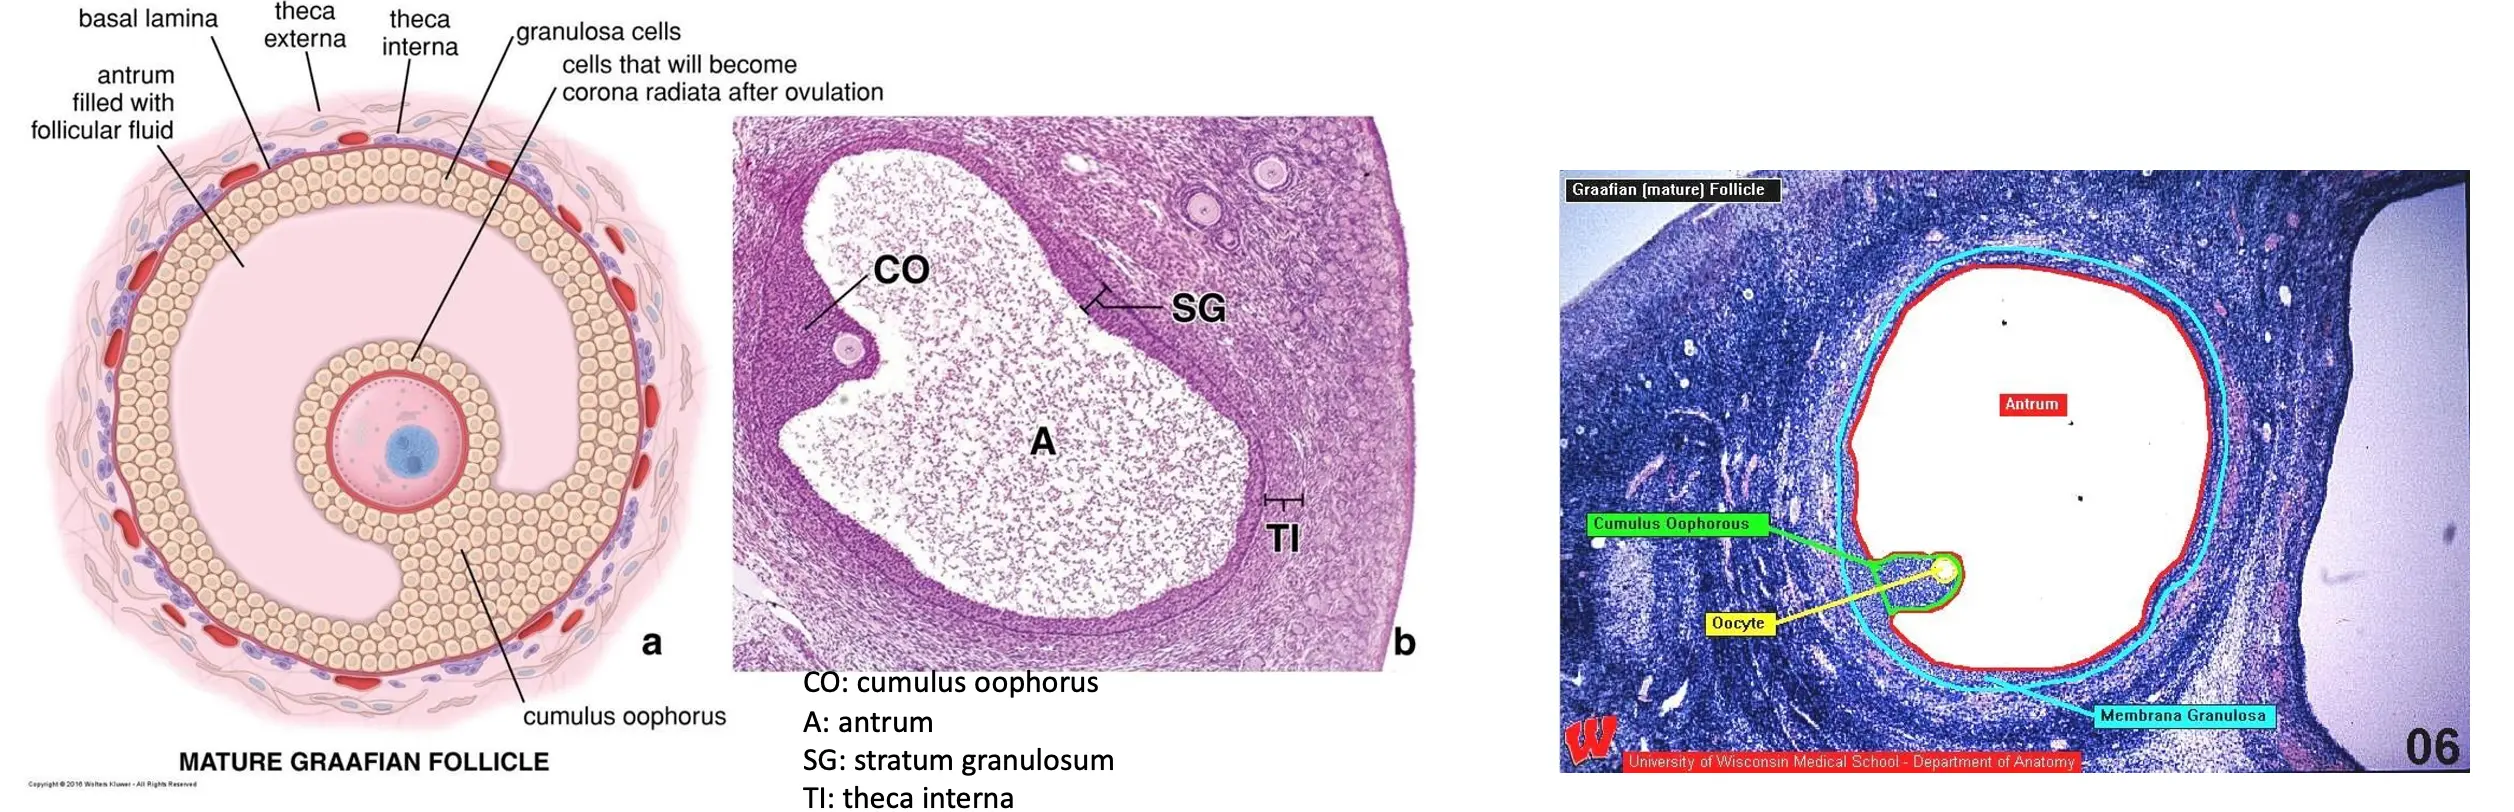 basal lamina
theca
externa
theca
interna
granulosa cells
cells that will become
corona radiata after ovulation
antrum
filled with
follicular fluid
a
cumulus oophorus
MATURE GRAAFIAN FOLLICLE
Copyright © 2016 Wolters Kluwer - All Rights Reserved
CO
SG
A
TI
b
CO: cumulus oophorus
A: antrum
SG: stratum granulosum
TI: theca interna
Graafian (mature) Follicle
Antrum
Cumulus Oophorous
Oocyte
Membrana Granulosa
W
06
University of Wisconsin Medical School - Department of Anatomy